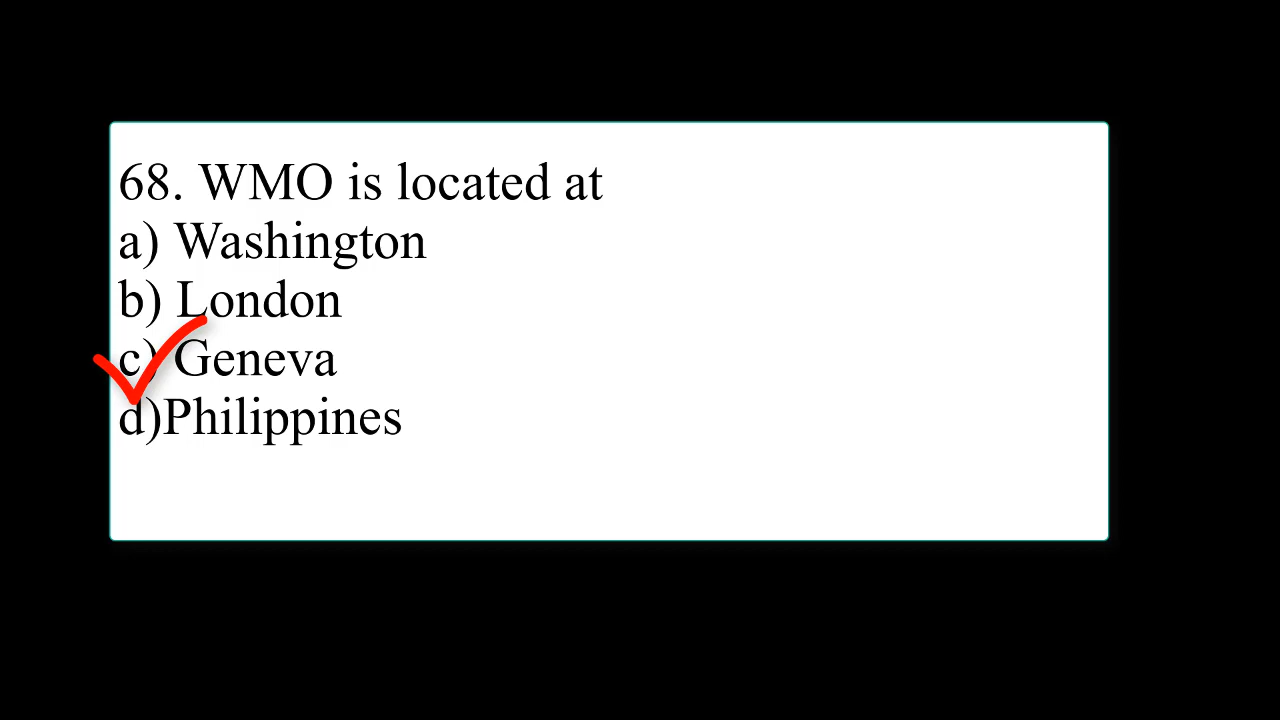 68. WMO is located at
a) Washington
b) London
c) Geneva
d)Philippines